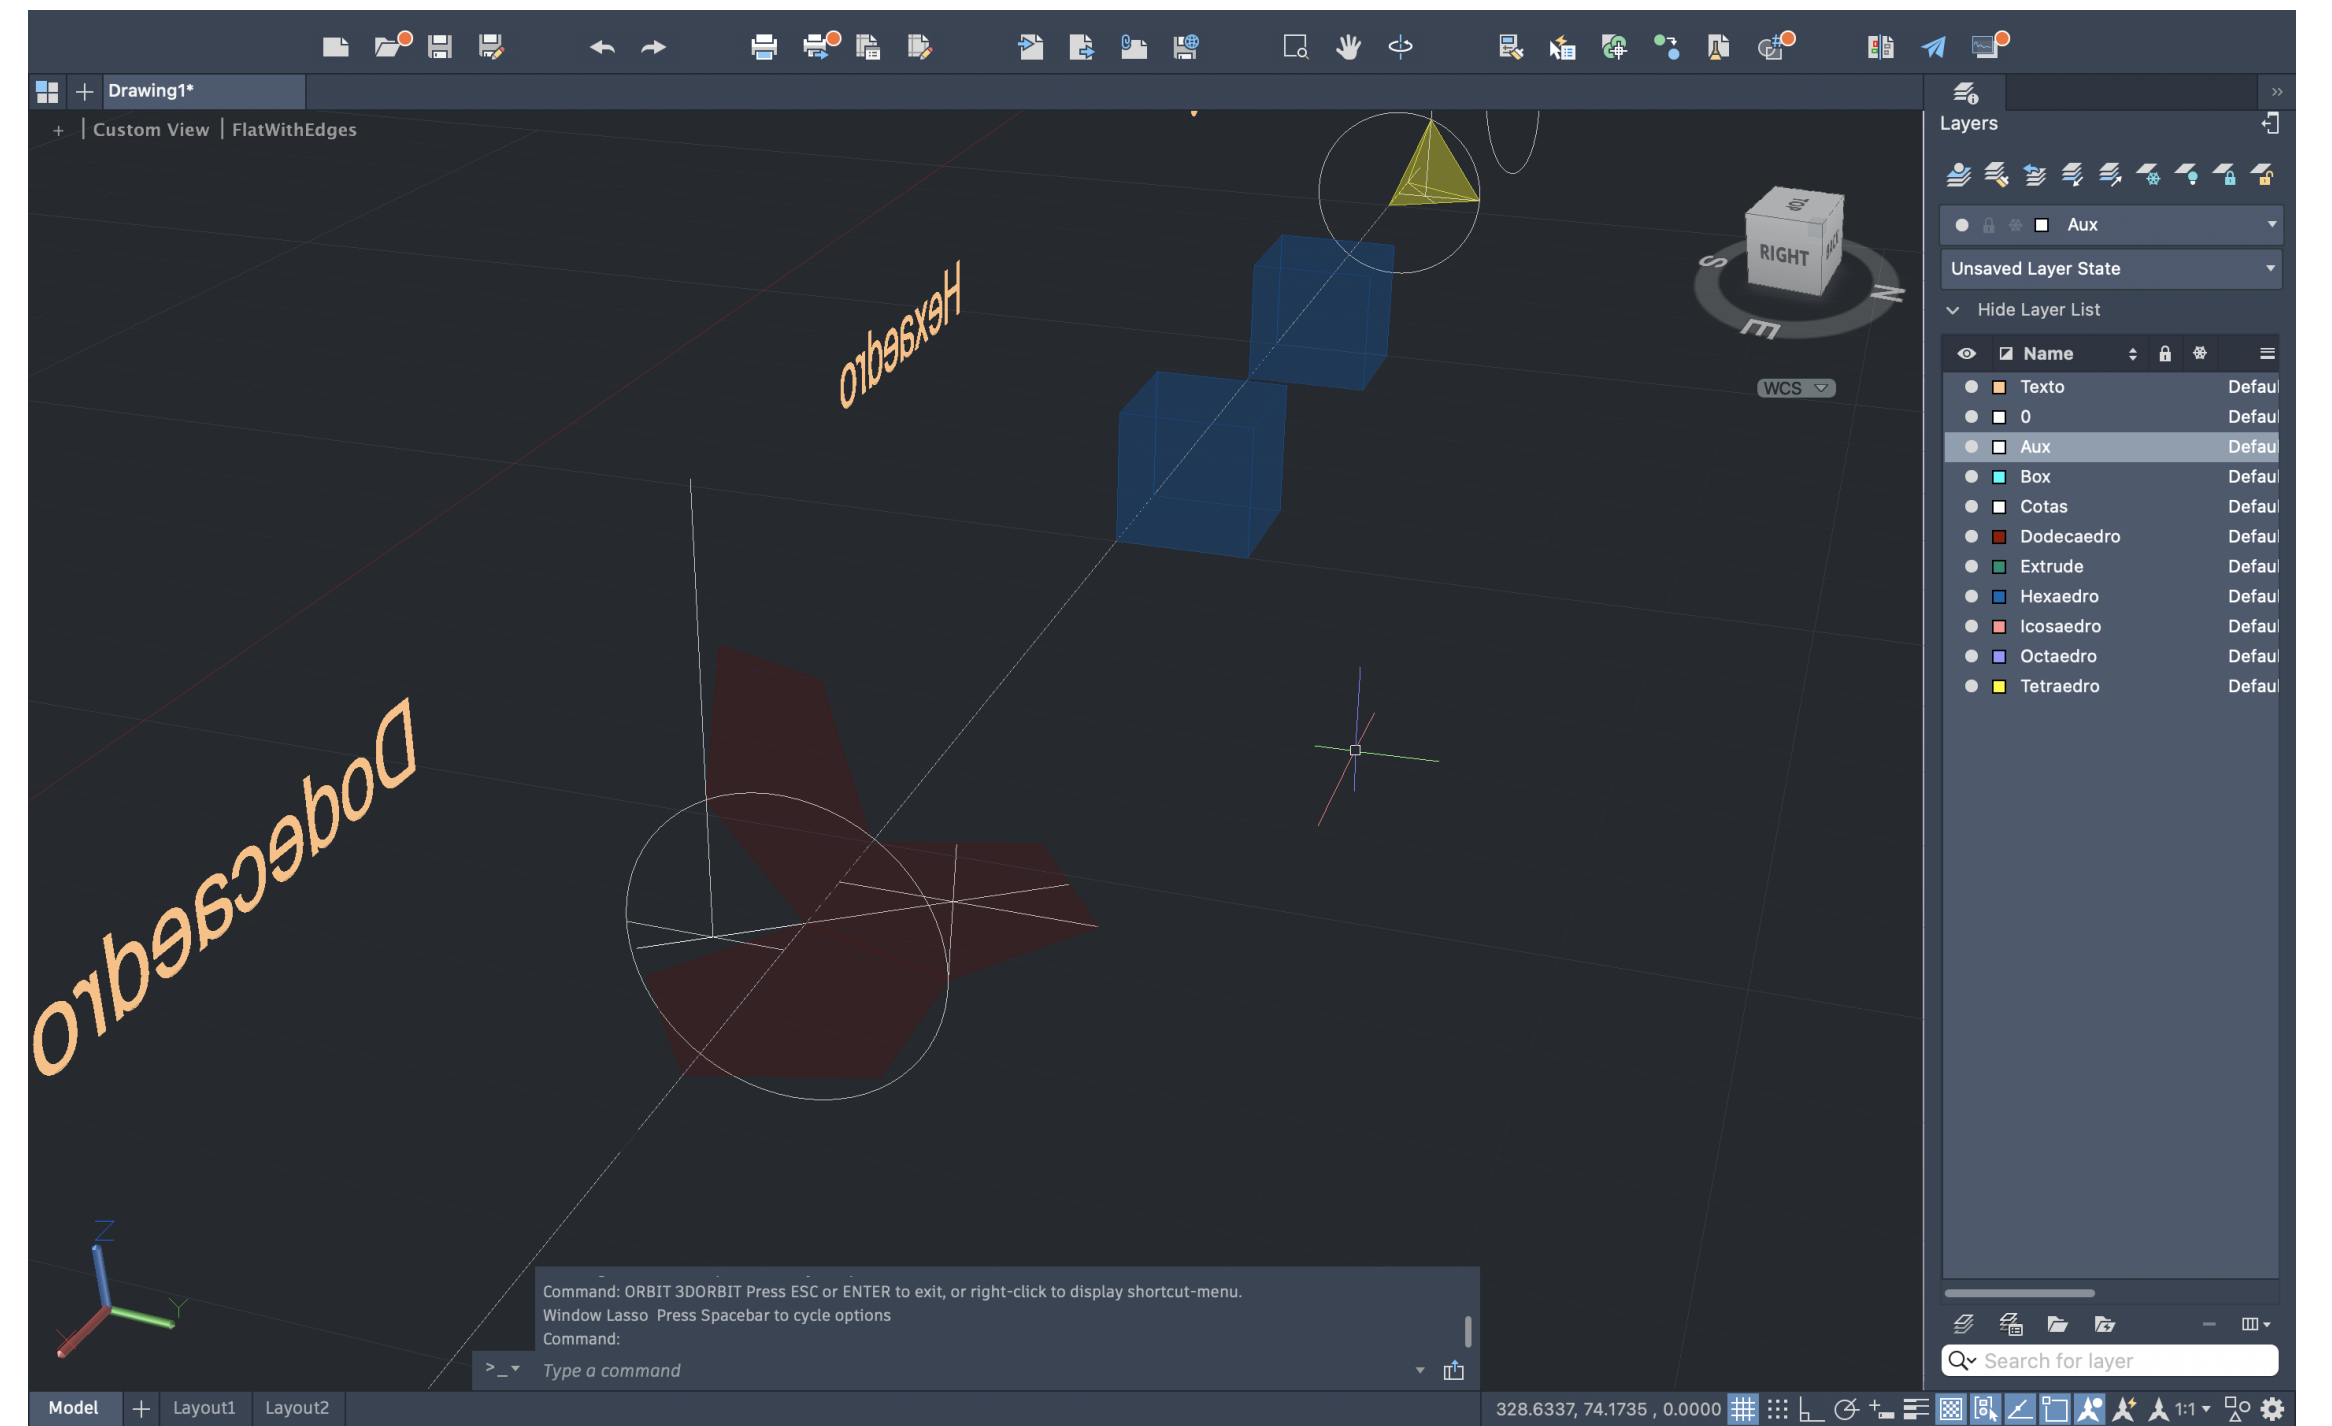 Drawing1*
+ | Custom View | FlatWithEdges
Hexaedro
Dodecaedro
TOP
RIGHT
BACK
S
E
N
WCS
Z
Y
X
Command: ORBIT 3DORBIT Press ESC or ENTER to exit, or right-click to display shortcut-menu.
Window Lasso Press Spacebar to cycle options
Command:
>_ Type a command
Model
Layout1
Layout2
328.6337, 74.1735 , 0.0000
1:1
Layers
Aux
Unsaved Layer State
Hide Layer List
Name
Texto Defaul
0 Defaul
Aux Defaul
Box Defaul
Cotas Defaul
Dodecaedro Defaul
Extrude Defaul
Hexaedro Defaul
Icosaedro Defaul
Octaedro Defaul
Tetraedro Defaul
Search for layer